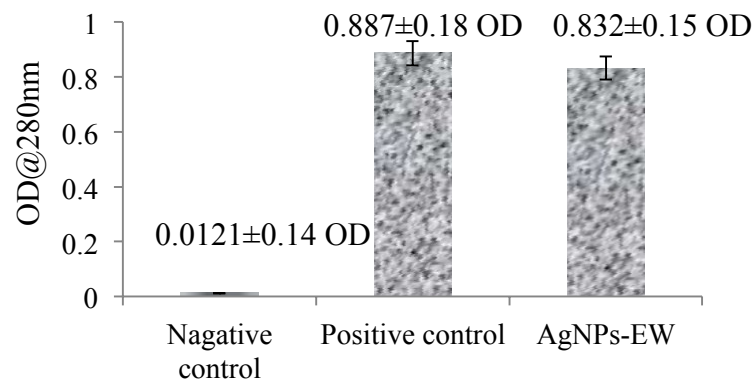 0.887±0.18 OD
0.832±0.15 OD
0.0121±0.14 OD
OD@280nm
1
0.8
0.6
0.4
0.2
0
Nagative
control
Positive control
AgNPs-EW